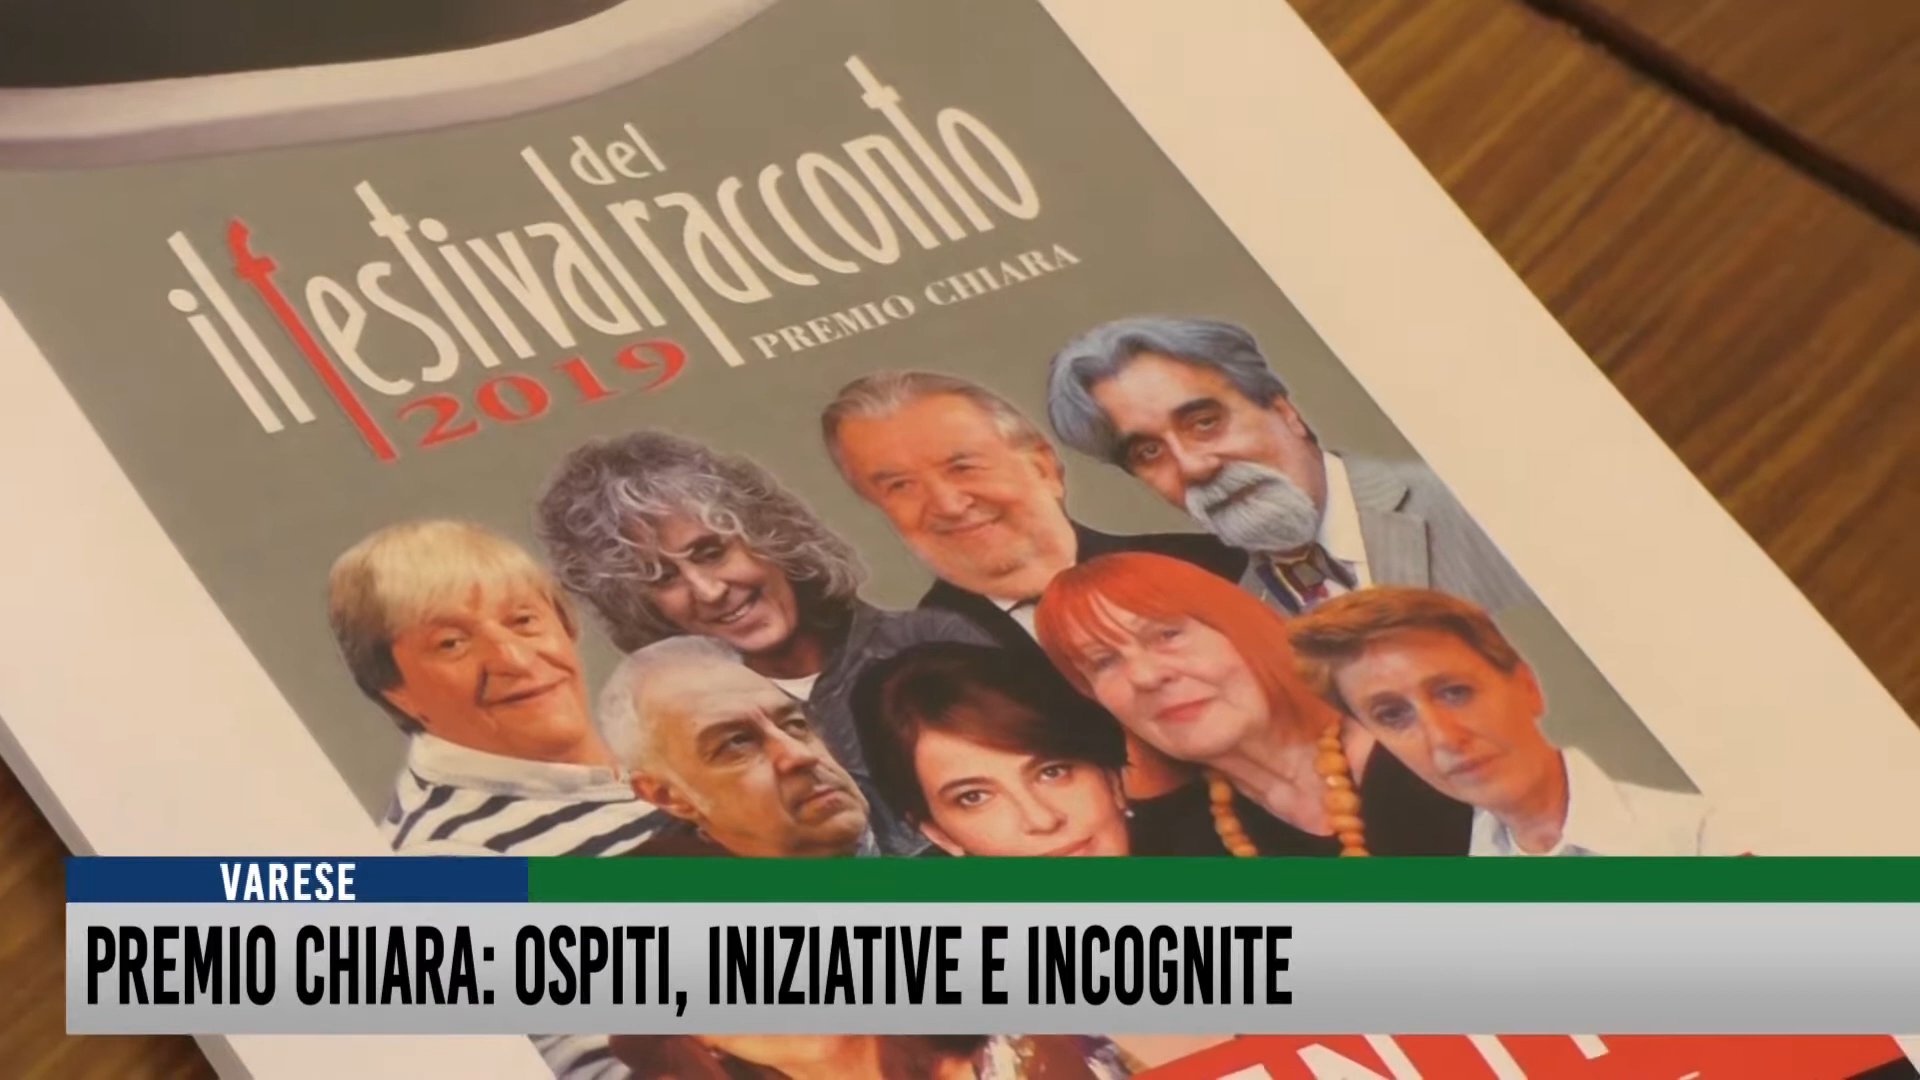 il festival del racconto
2019 PREMIO CHIARA
VARESE
PREMIO CHIARA: OSPITI, INIZIATIVE E INCOGNITE